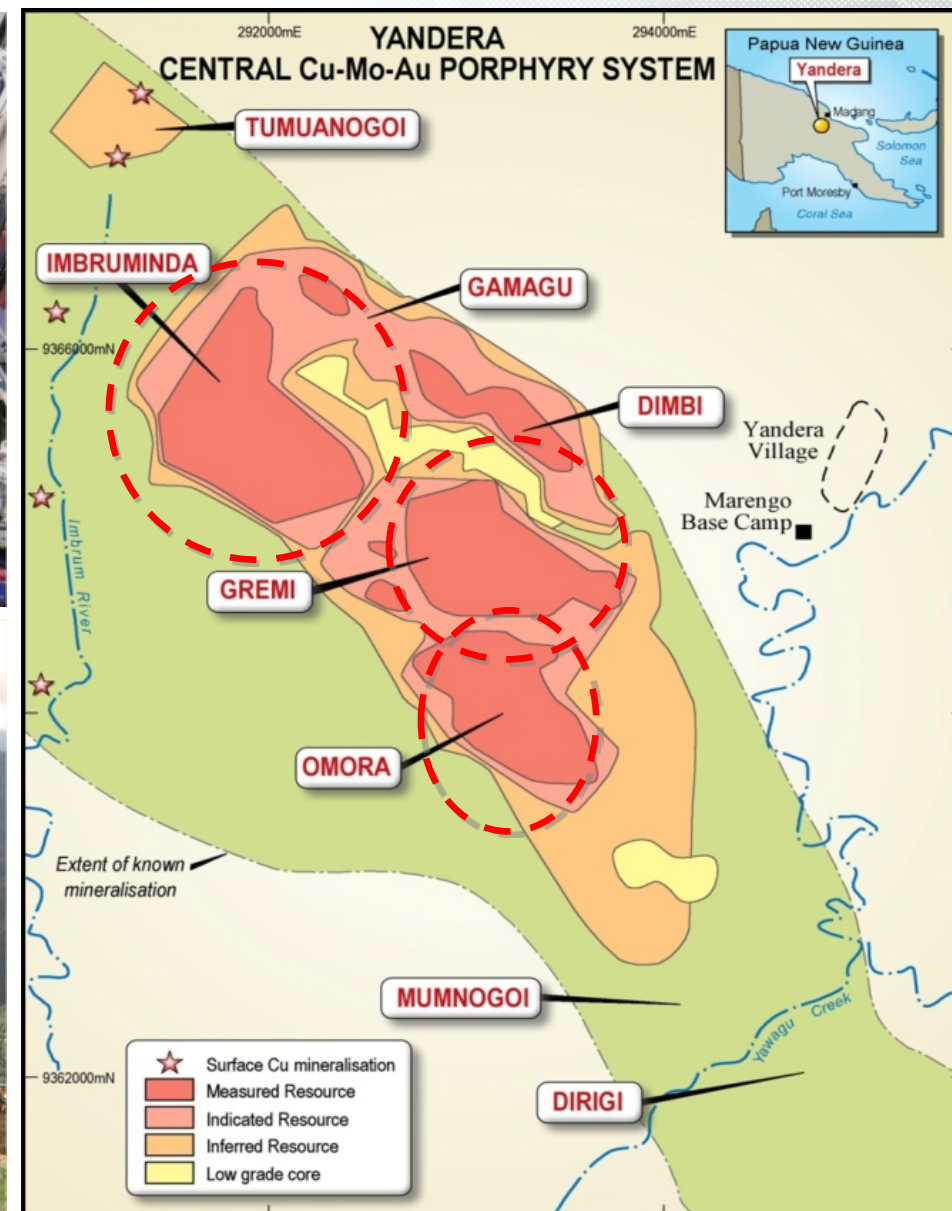 292000mE
294000mE
YANDERA
CENTRAL Cu-Mo-Au PORPHYRY SYSTEM
Papua New Guinea
Yandera
Madang
Solomon
Sea
Port Moresby
Coral Sea
TUMUANOGOI
IMBRUMINDA
GAMAGU
9366000mN
DIMBI
Yandera
Village
Marengo
Base Camp
Imbrum River
GREMI
OMORA
Extent of known
mineralisation
MUMNOGOI
Yawagu Creek
DIRIGI
9362000mN
Surface Cu mineralisation
Measured Resource
Indicated Resource
Inferred Resource
Low grade core